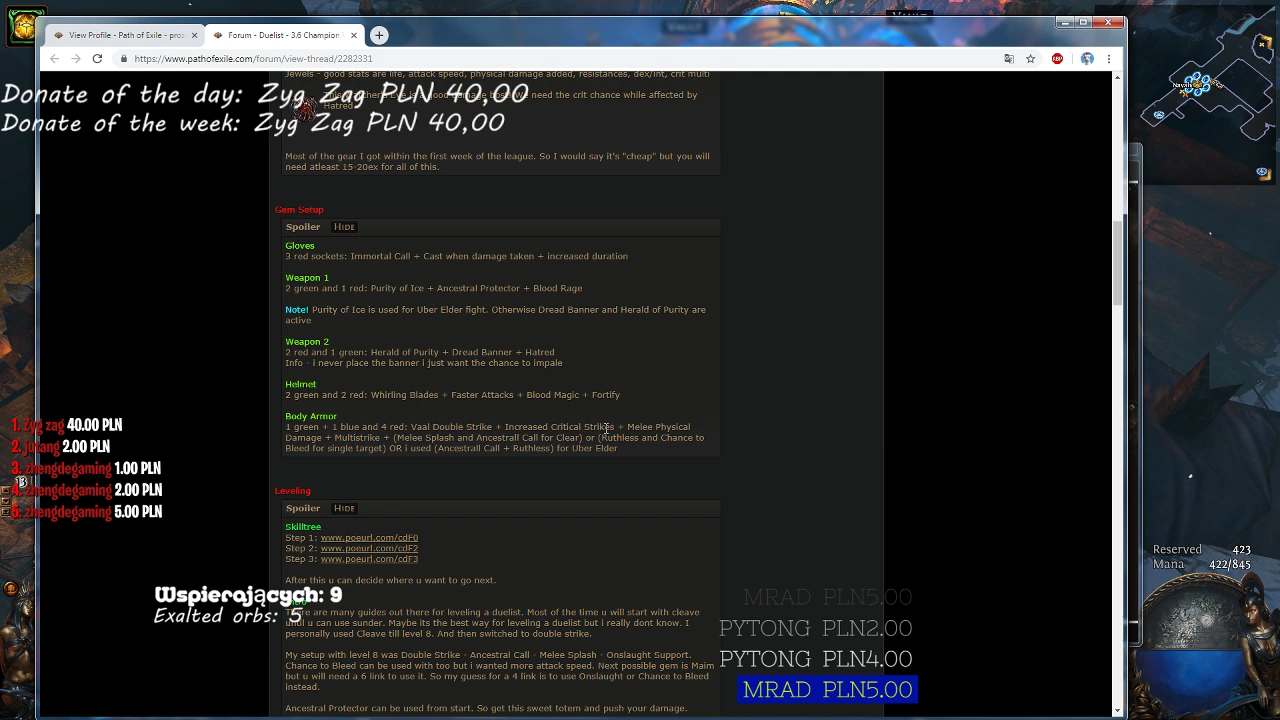 View Profile - Path of Exile - pro
Forum - Duelist - 3.6 Champion
https://www.pathofexile.com/forum/view-thread/2282331
Navali
Jewels - good stats are life, attack speed, physical damage added, resistances, dex/int, crit multi
Donate of the day: Zyg Zag PLN 40,00
Eye is a good damage boost. We need the crit chance while affected by
Hatred
Donate of the week: Zyg Zag PLN 40,00
Most of the gear I got within the first week of the league. So I would say it's "cheap" but you will
need atleast 15-20ex for all of this.
Gem Setup
Spoiler Hide
Gloves
3 red sockets: Immortal Call + Cast when damage taken + increased duration
Weapon 1
2 green and 1 red: Purity of Ice + Ancestral Protector + Blood Rage
Note! Purity of Ice is used for Uber Elder fight. Otherwise Dread Banner and Herald of Purity are
active
Weapon 2
2 red and 1 green: Herald of Purity + Dread Banner + Hatred
Info - i never place the banner i just want the chance to impale
Helmet
2 green and 2 red: Whirling Blades + Faster Attacks + Blood Magic + Fortify
Body Armor
1 green + 1 blue and 4 red: Vaal Double Strike + Increased Critical Strikes + Melee Physical
Damage + Multistrike + (Melee Splash and Ancestrall Call for Clear) or (Ruthless and Chance to
Bleed for single target) OR i used (Ancestrall Call + Ruthless) for Uber Elder
1. Zyg zag 40.00 PLN
2. juzang 2.00 PLN
3. zhengdegaming 1.00 PLN
4. zhengdegaming 2.00 PLN
5. zhengdegaming 5.00 PLN
Leveling
Spoiler Hide
Skilltree
Step 1: www.poeurl.com/cdF0
Step 2: www.poeurl.com/cdF2
Step 3: www.poeurl.com/cdF3
After this u can decide where u want to go next.
There are many guides out there for leveling a duelist. Most of the time u will start with cleave
until u can use sunder. Maybe its the best way for leveling a duelist but i really dont know. I
personally used Cleave till level 8. And then switched to double strike.
My setup with level 8 was Double Strike - Ancestral Call - Melee Splash - Onslaught Support.
Chance to Bleed can be used with too but i wanted more attack speed. Next possible gem is Maim
but u will need a 6 link to use it. So my guess for a 4 link is to use Onslaught or Chance to Bleed
instead.
Ancestral Protector can be used from start. So get this sweet totem and push your damage.
Wspierających: 9
Exalted orbs: 5
MRAD PLN5.00
PYTONG PLN2.00
PYTONG PLN4.00
MRAD PLN5.00
Reserved 423
Mana 422/845